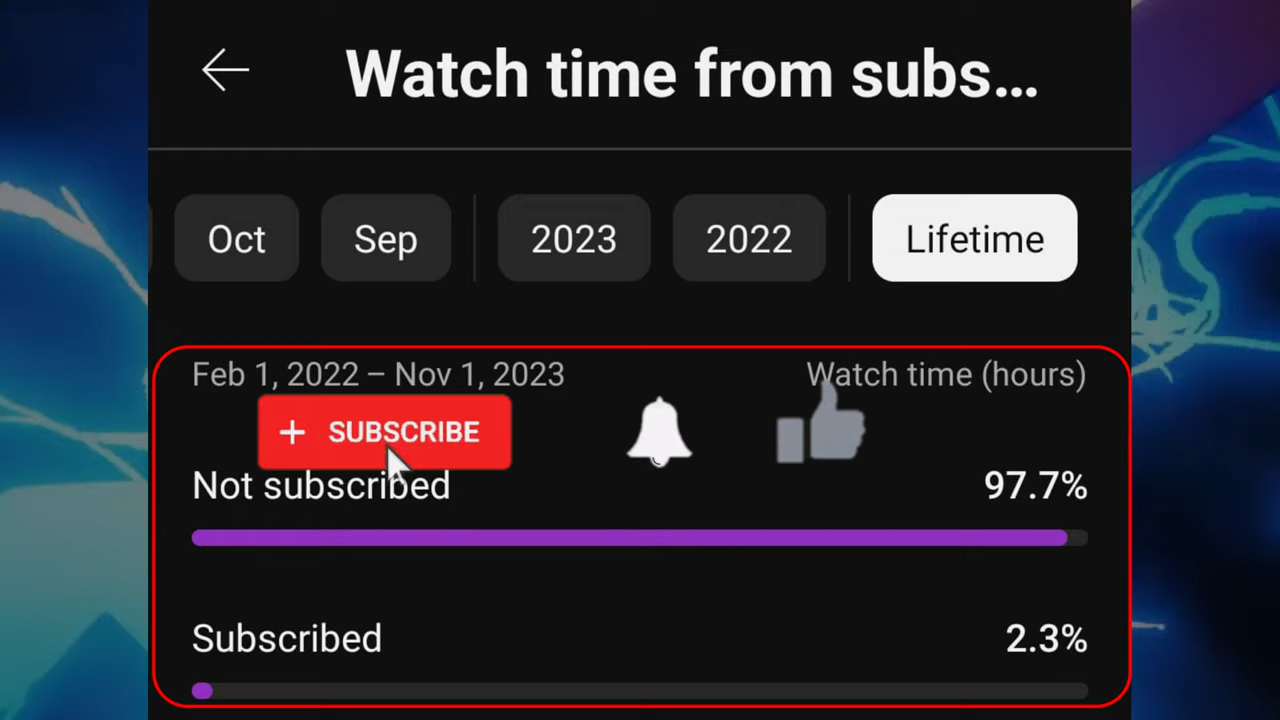 Watch time from subs...
Oct Sep 2023 2022 Lifetime
Feb 1, 2022 – Nov 1, 2023 Watch time (hours)
+ SUBSCRIBE
Not subscribed 97.7%
Subscribed 2.3%